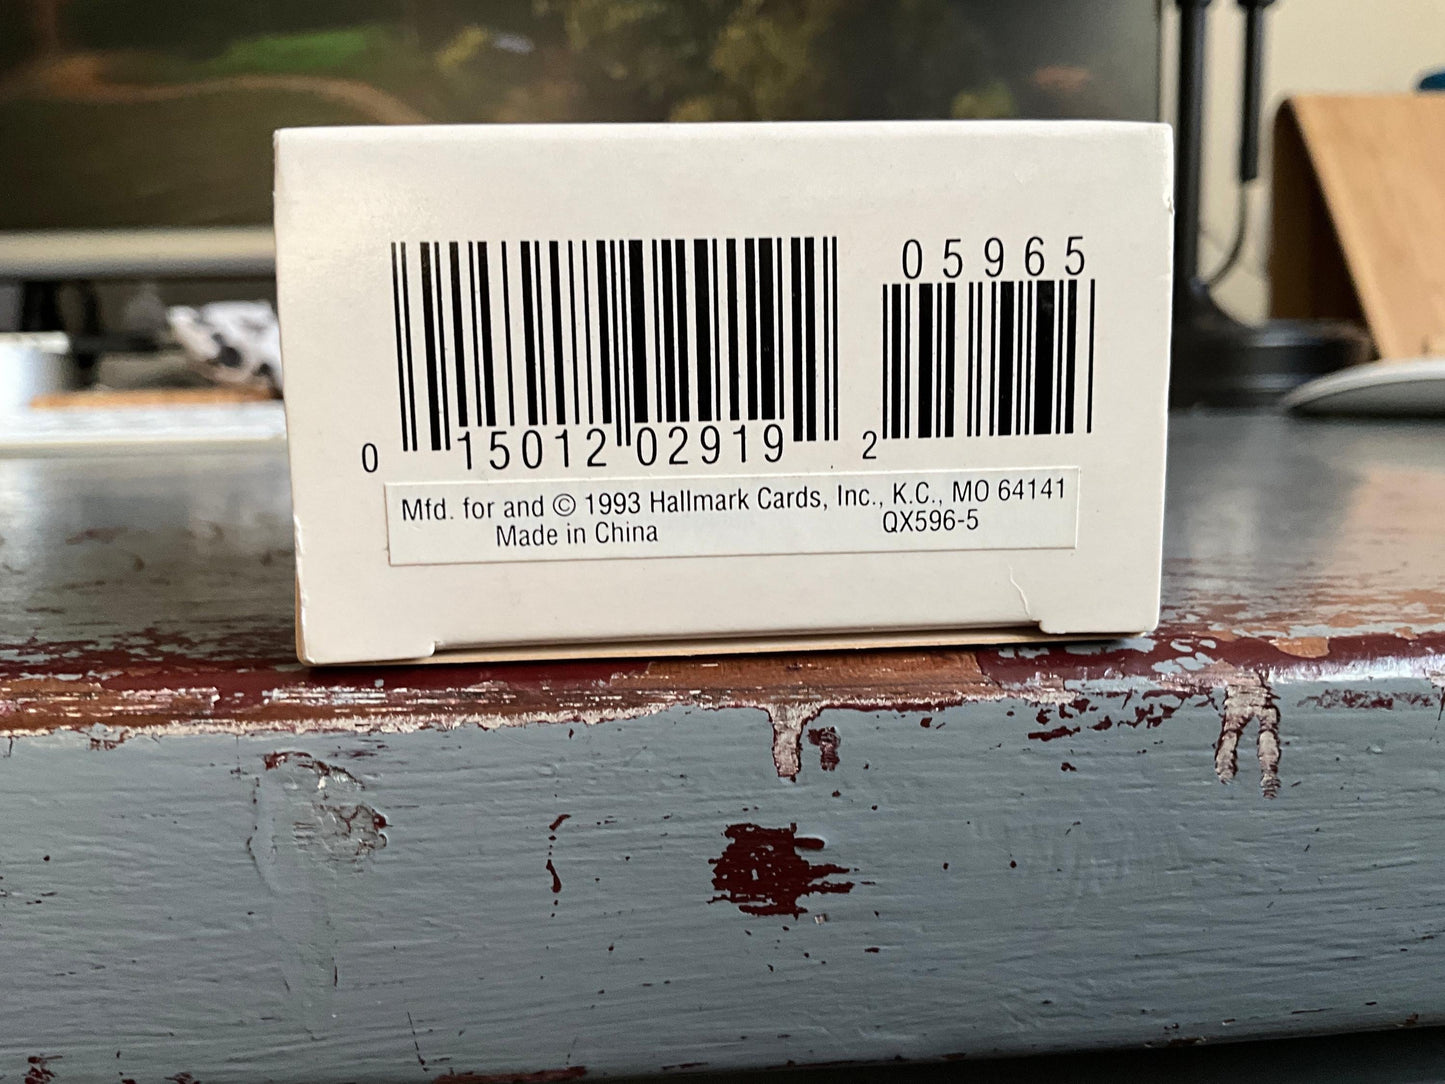 05965
0 15012 02919 2
Mfd. for and © 1993 Hallmark Cards, Inc., K.C., MO 64141
Made in China QX596-5